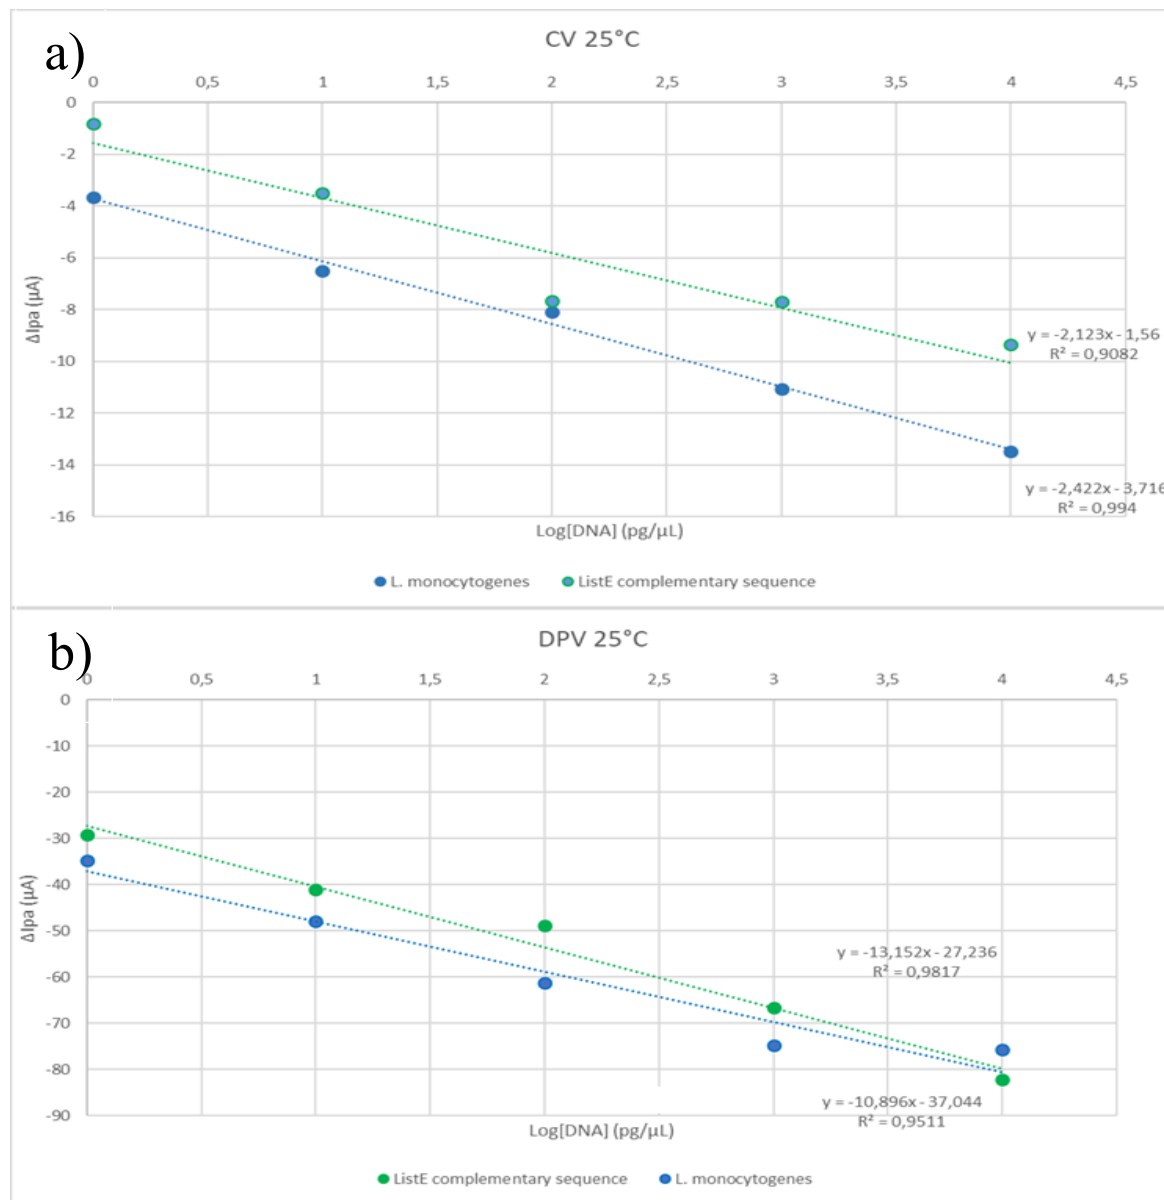 a)
CV 25°C
0 0,5 1 1,5 2 2,5 3 3,5 4 4,5
0
-2
-4
-6
-8
-10
-12
-14
-16
ΔIpa (µA)
y = -2,123x - 1,56
R² = 0,9082
y = -2,422x - 3,716
R² = 0,994
Log[DNA] (pg/µL)
L. monocytogenes ListE complementary sequence
b)
DPV 25°C
0 0,5 1 1,5 2 2,5 3 3,5 4 4,5
0
-10
-20
-30
-40
-50
-60
-70
-80
-90
ΔIpa (µA)
y = -13,152x - 27,236
R² = 0,9817
y = -10,896x - 37,044
R² = 0,9511
Log[DNA] (pg/µL)
ListE complementary sequence L. monocytogenes